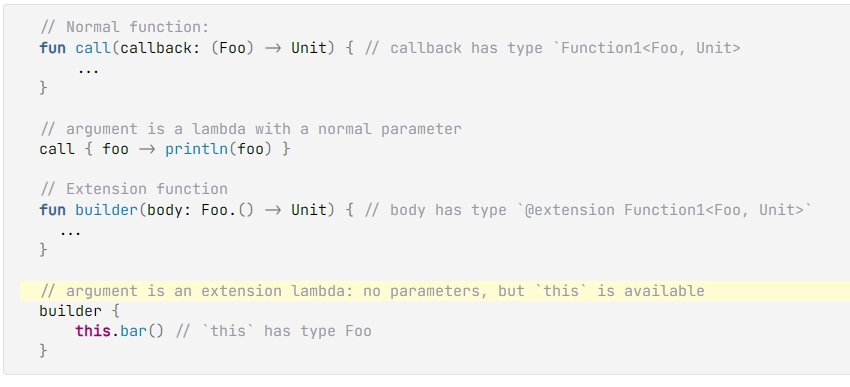 // Normal function:
fun call(callback: (Foo) -> Unit) { // callback has type `Function1<Foo, Unit>
    ...
}

// argument is a lambda with a normal parameter
call { foo -> println(foo) }

// Extension function
fun builder(body: Foo.() -> Unit) { // body has type `@extension Function1<Foo, Unit>`
  ...
}

// argument is an extension lambda: no parameters, but `this` is available
builder {
    this.bar() // `this` has type Foo
}